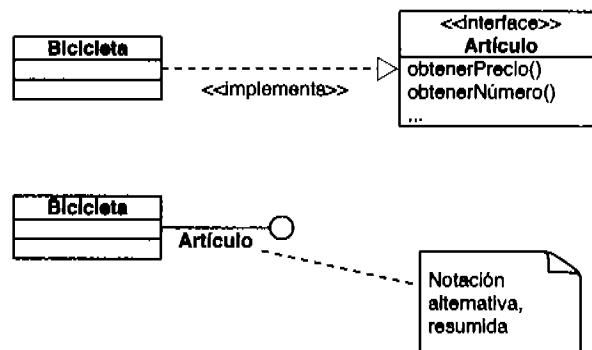 Bicicleta
<<implementa>>
<<interface>>
Artículo
obtenerPrecio()
obtenerNúmero()
...
Bicicleta
Artículo
Notación
alternativa,
resumida